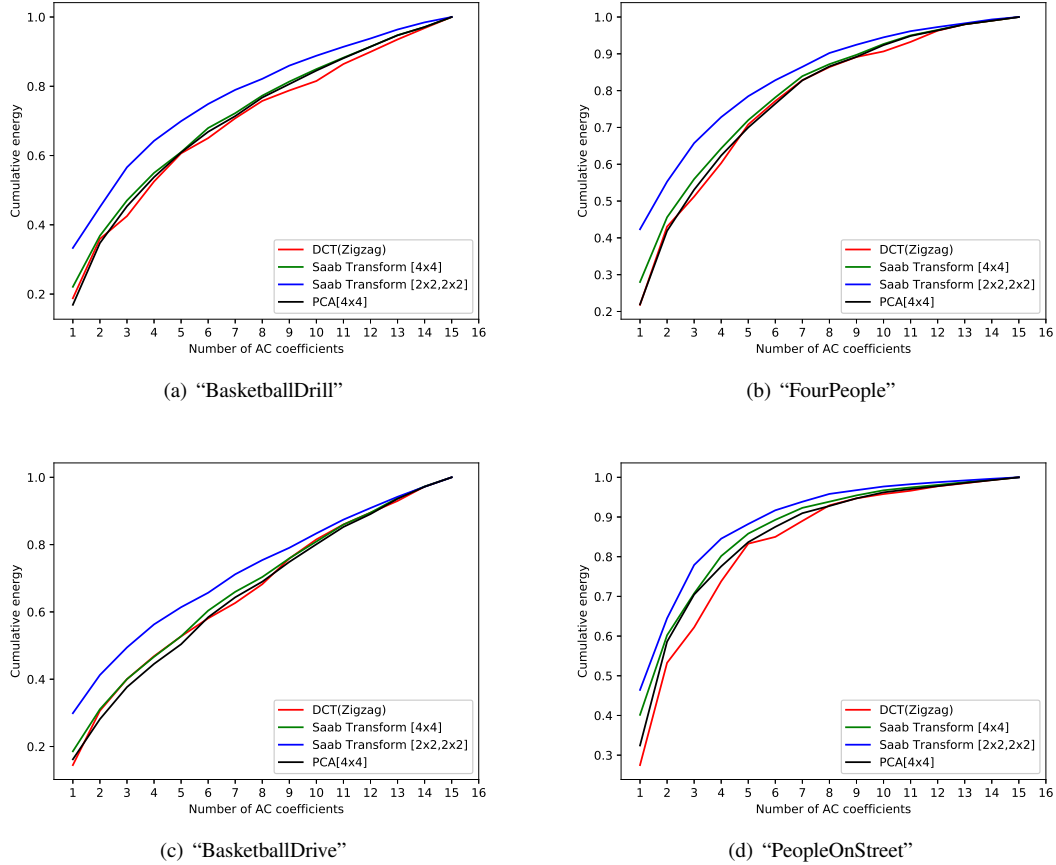 1.0
0.8
0.6
0.4
0.2
Cumulative energy
DCT(Zigzag)
Saab Transform [4x4]
Saab Transform [2x2,2x2]
PCA[4x4]
1 2 3 4 5 6 7 8 9 10 11 12 13 14 15 16
Number of AC coefficients
(a) “BasketballDrill”
1.0
0.9
0.8
0.7
0.6
0.5
0.4
0.3
0.2
Cumulative energy
DCT(Zigzag)
Saab Transform [4x4]
Saab Transform [2x2,2x2]
PCA[4x4]
1 2 3 4 5 6 7 8 9 10 11 12 13 14 15 16
Number of AC coefficients
(b) “FourPeople”
1.0
0.8
0.6
0.4
0.2
Cumulative energy
DCT(Zigzag)
Saab Transform [4x4]
Saab Transform [2x2,2x2]
PCA[4x4]
1 2 3 4 5 6 7 8 9 10 11 12 13 14 15 16
Number of AC coefficients
(c) “BasketballDrive”
1.0
0.9
0.8
0.7
0.6
0.5
0.4
0.3
Cumulative energy
DCT(Zigzag)
Saab Transform [4x4]
Saab Transform [2x2,2x2]
PCA[4x4]
1 2 3 4 5 6 7 8 9 10 11 12 13 14 15 16
Number of AC coefficients
(d) “PeopleOnStreet”